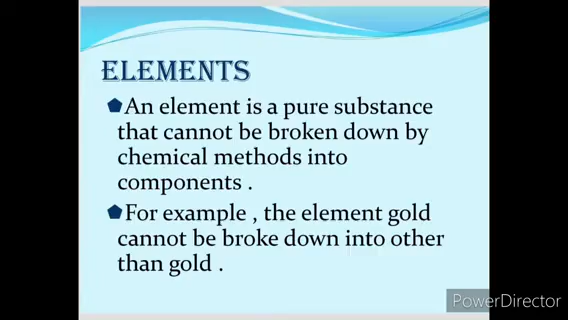 ELEMENTS
An element is a pure substance
that cannot be broken down by
chemical methods into
components .
For example , the element gold
cannot be broke down into other
than gold .
PowerDirector